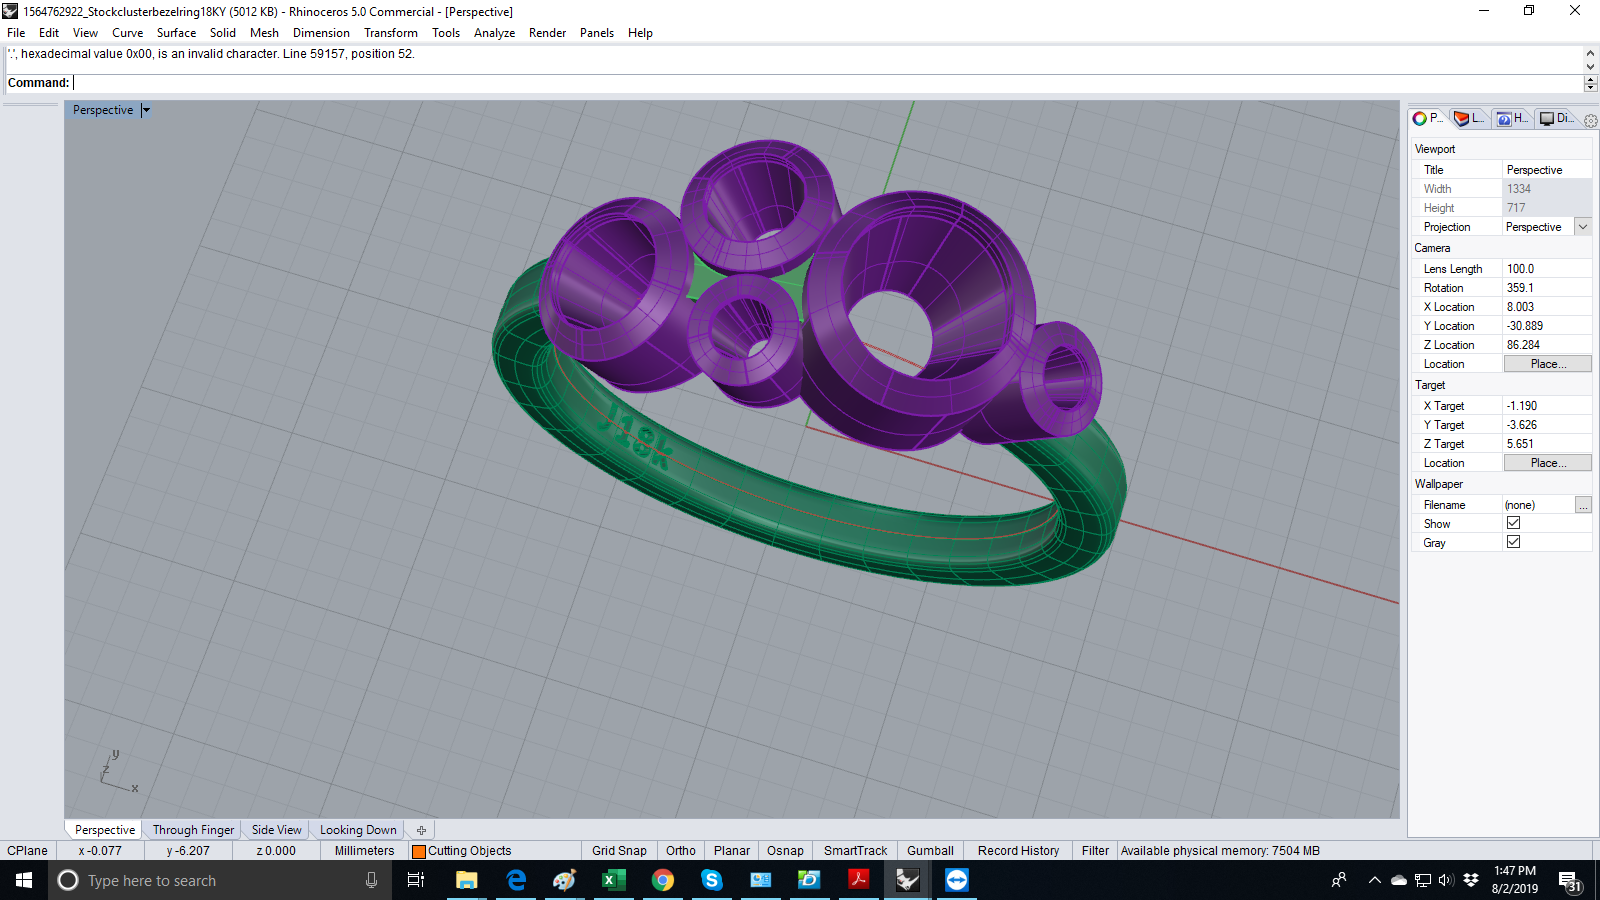 1564762922_Stockclusterbezelring18KY (5012 KB) - Rhinoceros 5.0 Commercial - [Perspective]
File Edit View Curve Surface Solid Mesh Dimension Transform Tools Analyze Render Panels Help
'.', hexadecimal value 0x00, is an invalid character. Line 59157, position 52.
Command:
Perspective
P... L... H... Di...
Viewport
Title Perspective
Width 1334
Height 717
Projection Perspective
Camera
Lens Length 100.0
Rotation 359.1
X Location 8.003
Y Location -30.889
Z Location 86.284
Location Place...
Target
X Target -1.190
Y Target -3.626
Z Target 5.651
Location Place...
Wallpaper
Filename (none) ...
Show
Gray
18K
y
z
x
Perspective Through Finger Side View Looking Down
CPlane x -0.077 y -6.207 z 0.000 Millimeters Cutting Objects Grid Snap Ortho Planar Osnap SmartTrack Gumball Record History Filter Available physical memory: 7504 MB
Type here to search
1:47 PM
8/2/2019
31